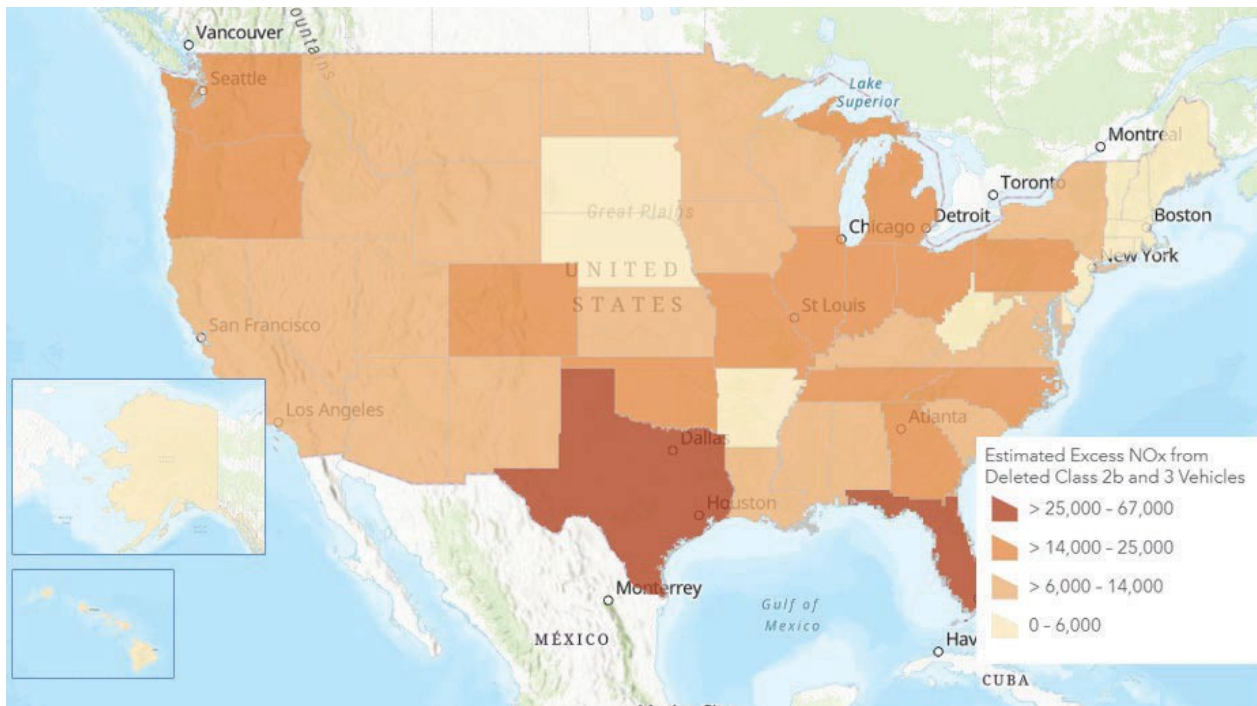 Vancouver
Mountains
Seattle
Lake
Superior
Montreal
Toronto
Great Plains
Chicago
Detroit
Boston
New York
UNITED
STATES
St Louis
San Francisco
Los Angeles
Atlanta
Dallas
Houston
Monterrey
Gulf of
Mexico
MÉXICO
Hav
CUBA
Estimated Excess NOx from
Deleted Class 2b and 3 Vehicles
> 25,000 - 67,000
> 14,000 - 25,000
> 6,000 - 14,000
0 - 6,000